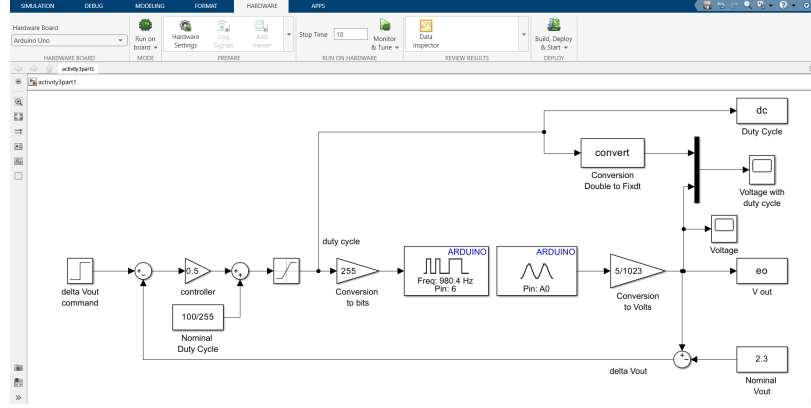 SIMULATION DEBUG MODELING FORMAT HARDWARE APPS
Hardware Board
Arduino Uno
Run on
board
Hardware
Settings
Log
Signals
Add
Viewer
Stop Time 10
Monitor
& Tune
Data
Inspector
Build, Deploy
& Start
HARDWARE BOARD MODE PREPARE RUN ON HARDWARE REVIEW RESULTS DEPLOY
activity3part1
activity3part1
dc
Duty Cycle
convert
Conversion
Double to Fixdt
Voltage with
duty cycle
Voltage
duty cycle
ARDUINO
ARDUINO
delta Vout
command
0.5
controller
255
Conversion
to bits
Freq: 980.4 Hz
Pin: 6
Pin: A0
5/1023
Conversion
to Volts
eo
V out
100/255
Nominal
Duty Cycle
delta Vout
2.3
Nominal
Vout